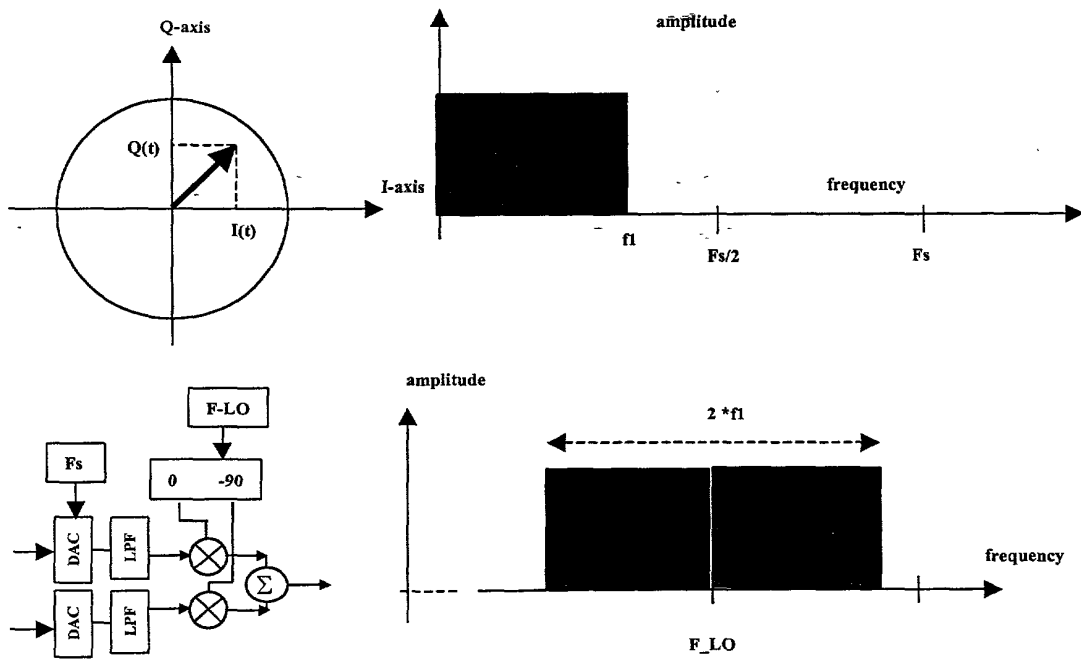 Q-axis
Q(t)
I-axis
I(t)
amplitude
frequency
f1
Fs/2
Fs
F-LO
Fs
0 -90
DAC
LPF
DAC
LPF
Σ
amplitude
2 *f1
frequency
F_LO